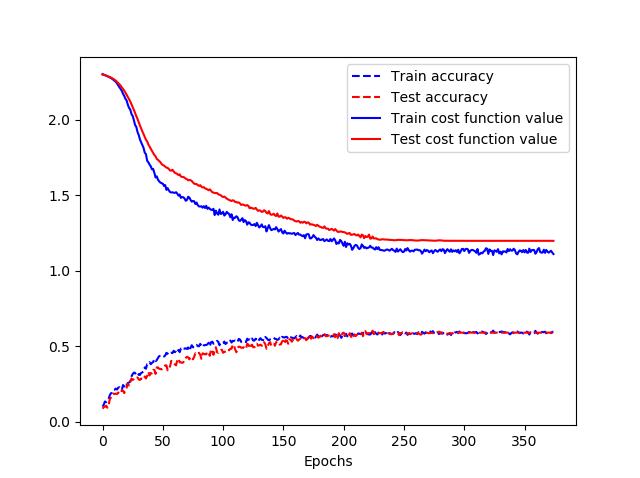 Train accuracy
Test accuracy
Train cost function value
Test cost function value
2.0
1.5
1.0
0.5
0.0
0 50 100 150 200 250 300 350
Epochs